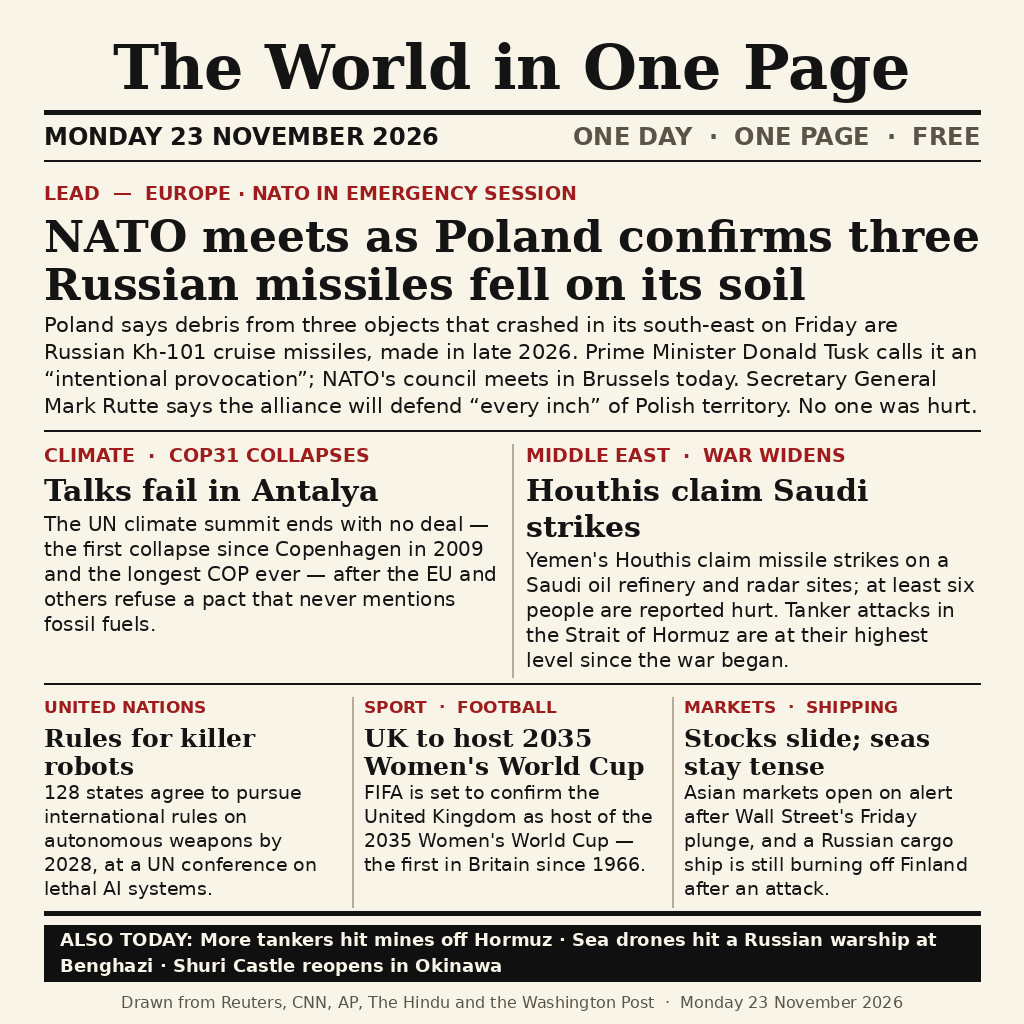 The World in One Page
MONDAY 23 NOVEMBER 2026
ONE DAY · ONE PAGE · FREE
LEAD — EUROPE · NATO IN EMERGENCY SESSION
NATO meets as Poland confirms three
Russian missiles fell on its soil
Poland says debris from three objects that crashed in its south-east on Friday are
Russian Kh-101 cruise missiles, made in late 2026. Prime Minister Donald Tusk calls it an
“intentional provocation”; NATO's council meets in Brussels today. Secretary General
Mark Rutte says the alliance will defend “every inch” of Polish territory. No one was hurt.
CLIMATE · COP31 COLLAPSES
Talks fail in Antalya
The UN climate summit ends with no deal —
the first collapse since Copenhagen in 2009
and the longest COP ever — after the EU and
others refuse a pact that never mentions
fossil fuels.
MIDDLE EAST · WAR WIDENS
Houthis claim Saudi
strikes
Yemen's Houthis claim missile strikes on a
Saudi oil refinery and radar sites; at least six
people are reported hurt. Tanker attacks in
the Strait of Hormuz are at their highest
level since the war began.
UNITED NATIONS
Rules for killer
robots
128 states agree to pursue
international rules on
autonomous weapons by
2028, at a UN conference on
lethal AI systems.
SPORT · FOOTBALL
UK to host 2035
Women's World Cup
FIFA is set to confirm the
United Kingdom as host of the
2035 Women's World Cup —
the first in Britain since 1966.
MARKETS · SHIPPING
Stocks slide; seas
stay tense
Asian markets open on alert
after Wall Street's Friday
plunge, and a Russian cargo
ship is still burning off Finland
after an attack.
ALSO TODAY: More tankers hit mines off Hormuz · Sea drones hit a Russian warship at
Benghazi · Shuri Castle reopens in Okinawa
Drawn from Reuters, CNN, AP, The Hindu and the Washington Post · Monday 23 November 2026